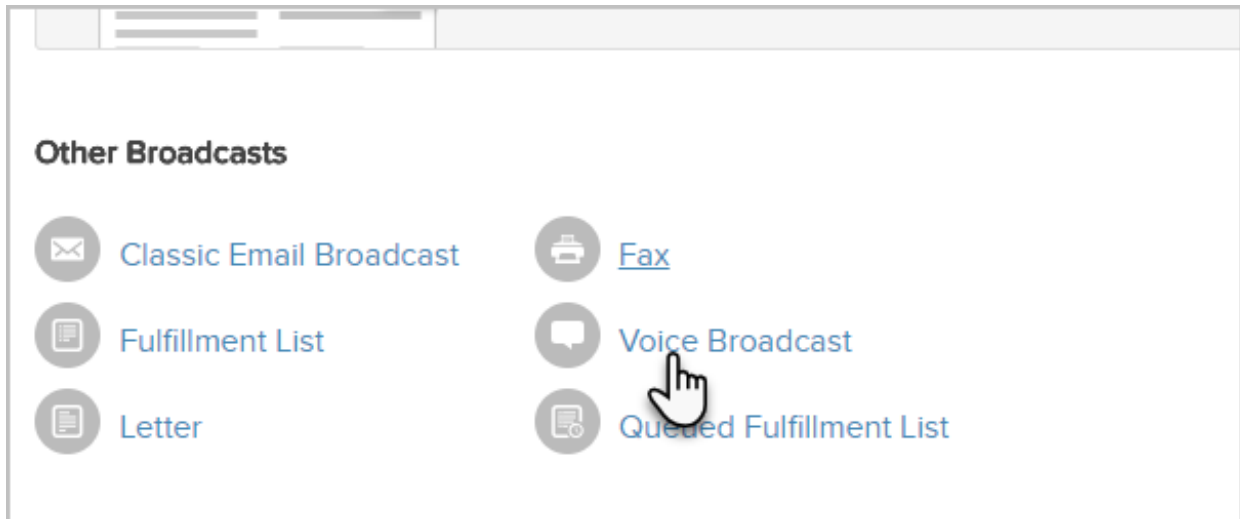 Other Broadcasts
Classic Email Broadcast
Fax
Fulfillment List
Voice Broadcast
Letter
Queued Fulfillment List